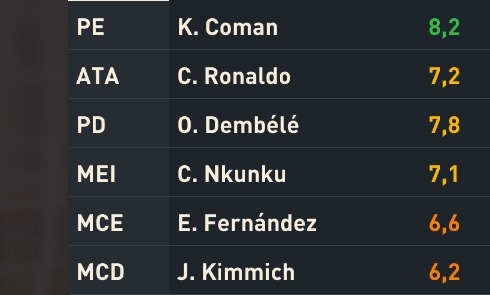 PE K. Coman 8,2
ATA C. Ronaldo 7,2
PD O. Dembélé 7,8
MEI C. Nkunku 7,1
MCE E. Fernández 6,6
MCD J. Kimmich 6,2